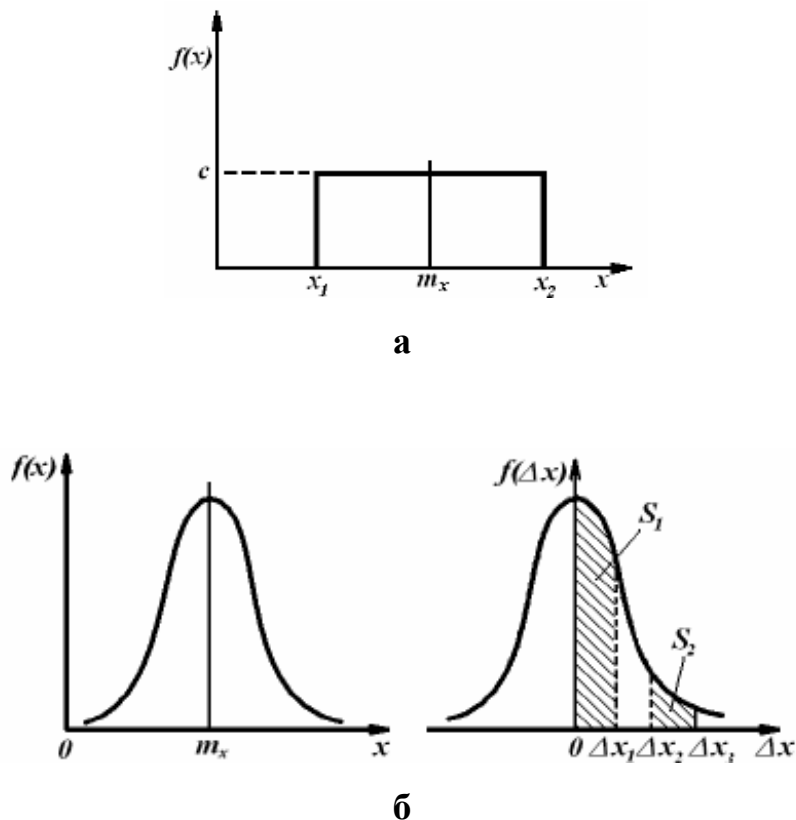 f(x)
c
x₁ mₓ x₂ x
а
f(x) f(Δx)
S₁
S₂
0 mₓ x 0 Δx₁ Δx₂ Δx₃ Δx
б